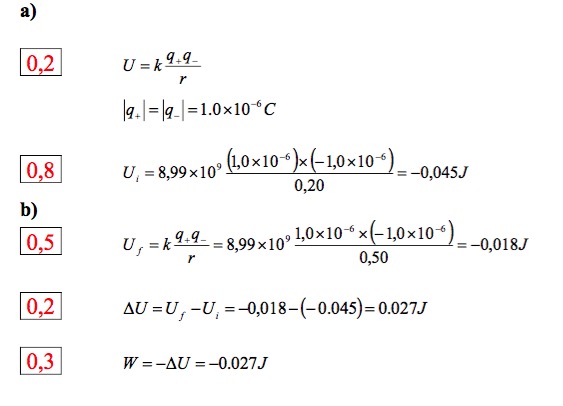 a)
0,2 U = k q₊q₋ / r
|q₊| = |q₋| = 1.0×10⁻⁶ C
0,8 Uᵢ = 8,99×10⁹ (1,0×10⁻⁶)×(−1,0×10⁻⁶) / 0,20 = −0,045J
b)
0,5 U_f = k q₊q₋ / r = 8,99×10⁹ 1,0×10⁻⁶×(−1,0×10⁻⁶) / 0,50 = −0,018J
0,2 ΔU = U_f − Uᵢ = −0,018−(−0.045) = 0.027J
0,3 W = −ΔU = −0.027J